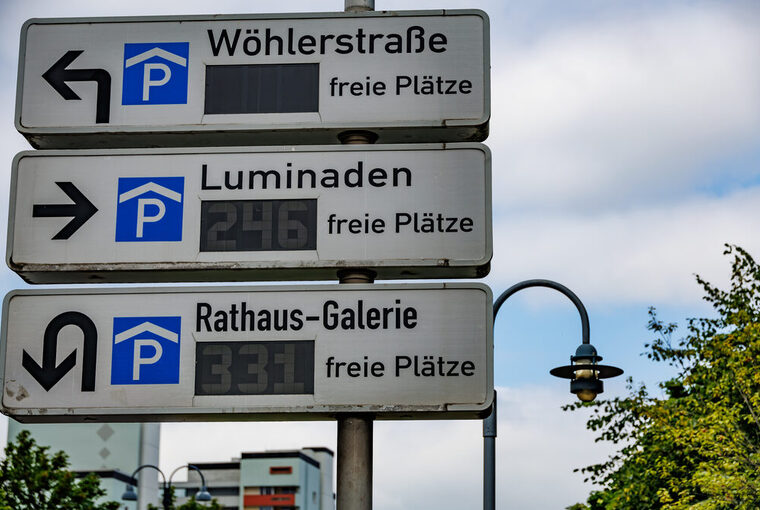 Wöhlerstraße
P
freie Plätze
Luminaden
P
246 freie Plätze
Rathaus-Galerie
P
331 freie Plätze